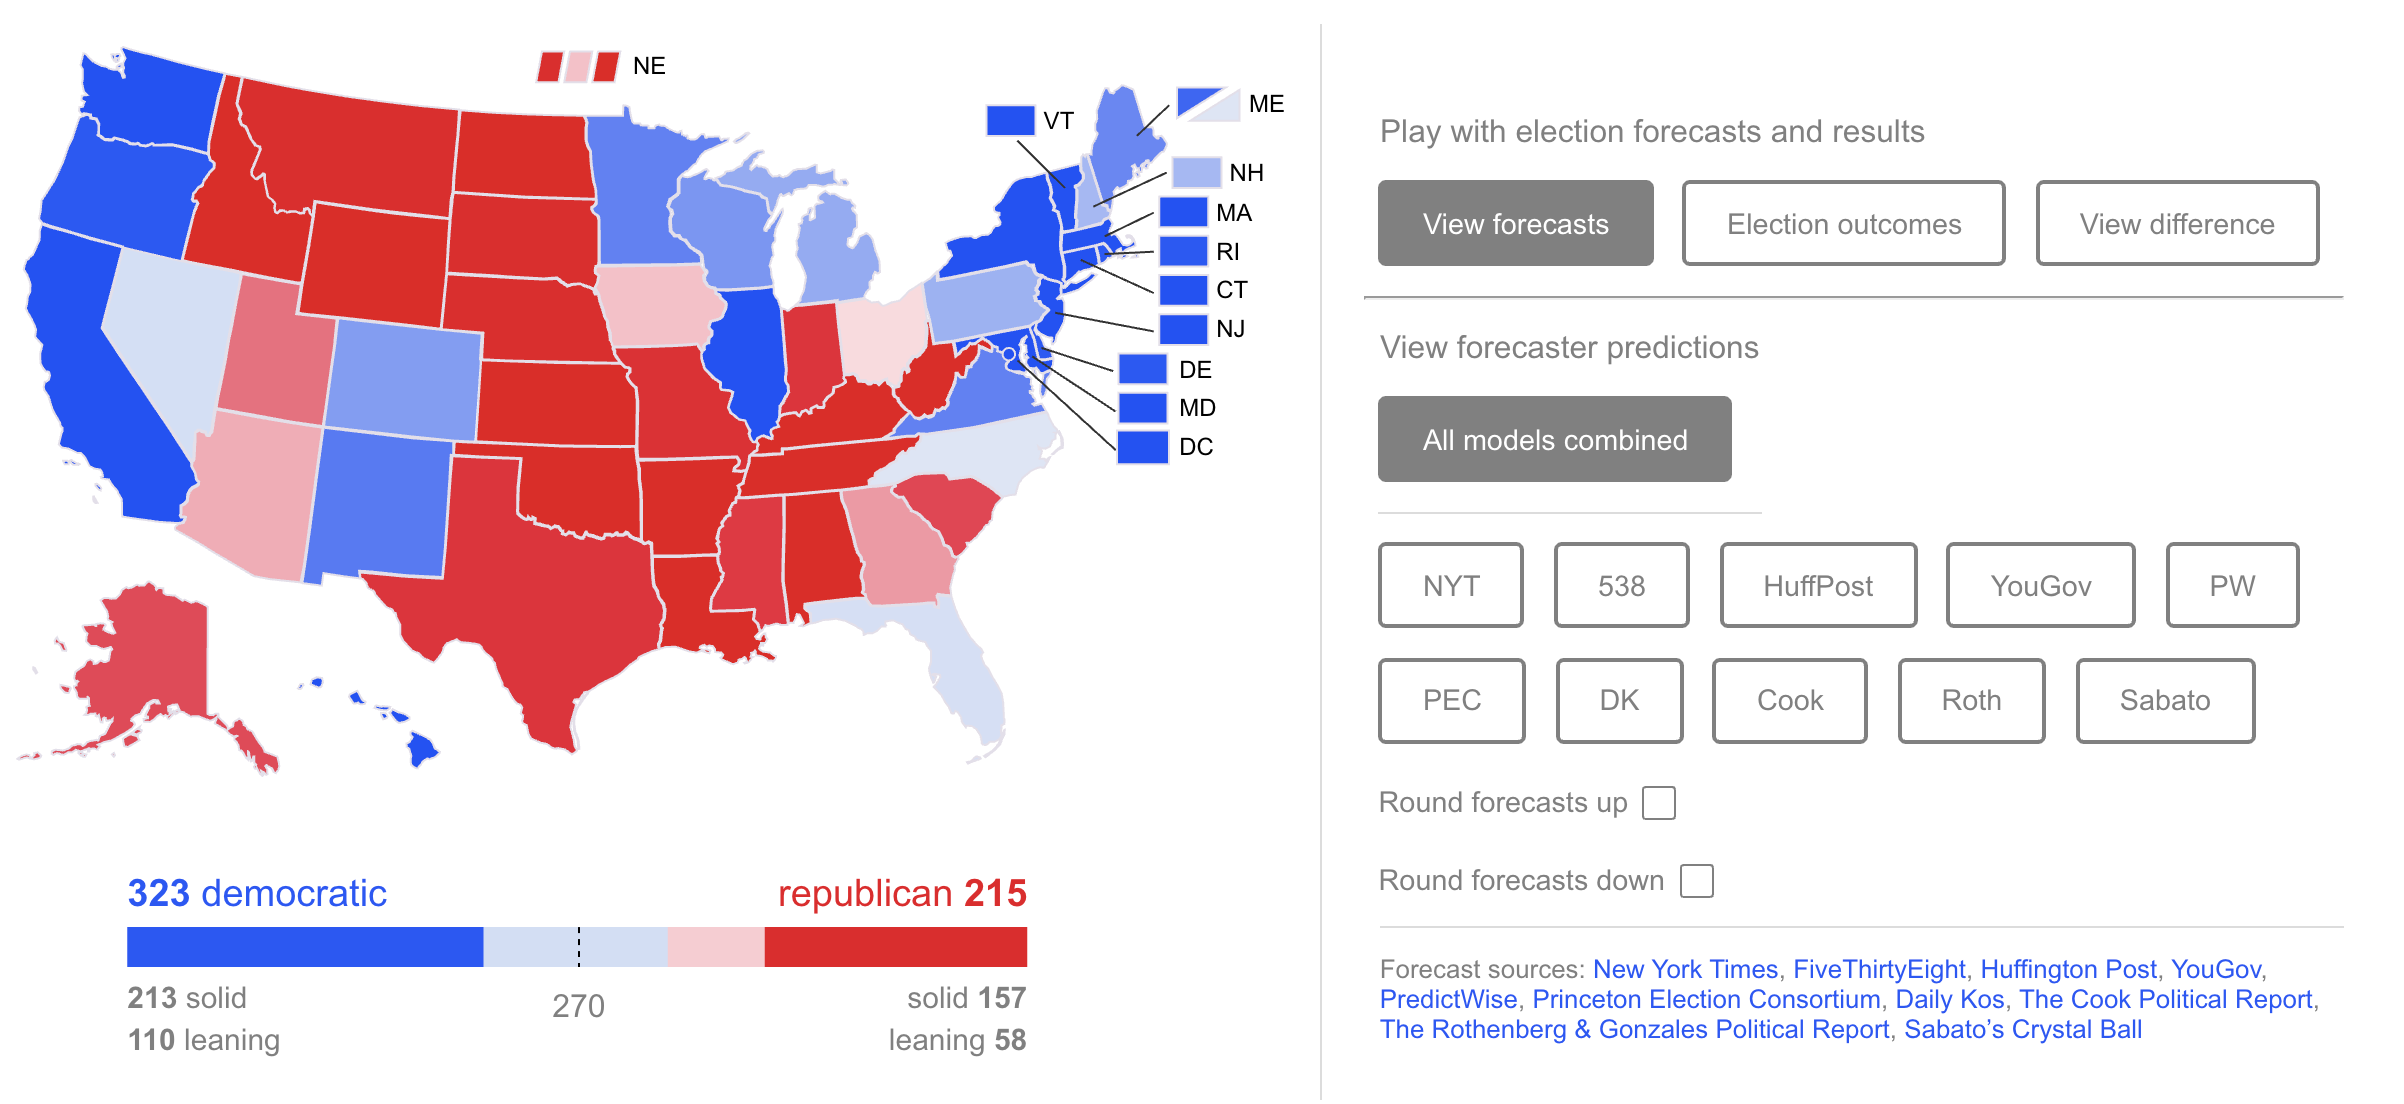 NE
ME
VT
NH
MA
RI
CT
NJ
DE
MD
DC
323 democratic
republican 215
213 solid
270
solid 157
110 leaning
leaning 58
Play with election forecasts and results
View forecasts
Election outcomes
View difference
View forecaster predictions
All models combined
NYT
538
HuffPost
YouGov
PW
PEC
DK
Cook
Roth
Sabato
Round forecasts up
Round forecasts down
Forecast sources: New York Times, FiveThirtyEight, Huffington Post, YouGov,
PredictWise, Princeton Election Consortium, Daily Kos, The Cook Political Report,
The Rothenberg & Gonzales Political Report, Sabato’s Crystal Ball